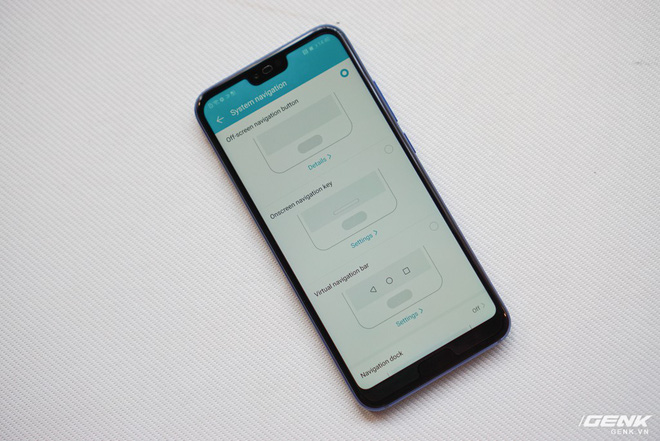 System navigation
Off-screen navigation button
Details
Onscreen navigation key
Settings
Virtual navigation bar
Settings
Navigation dock
Off
GENK
GENK.VN